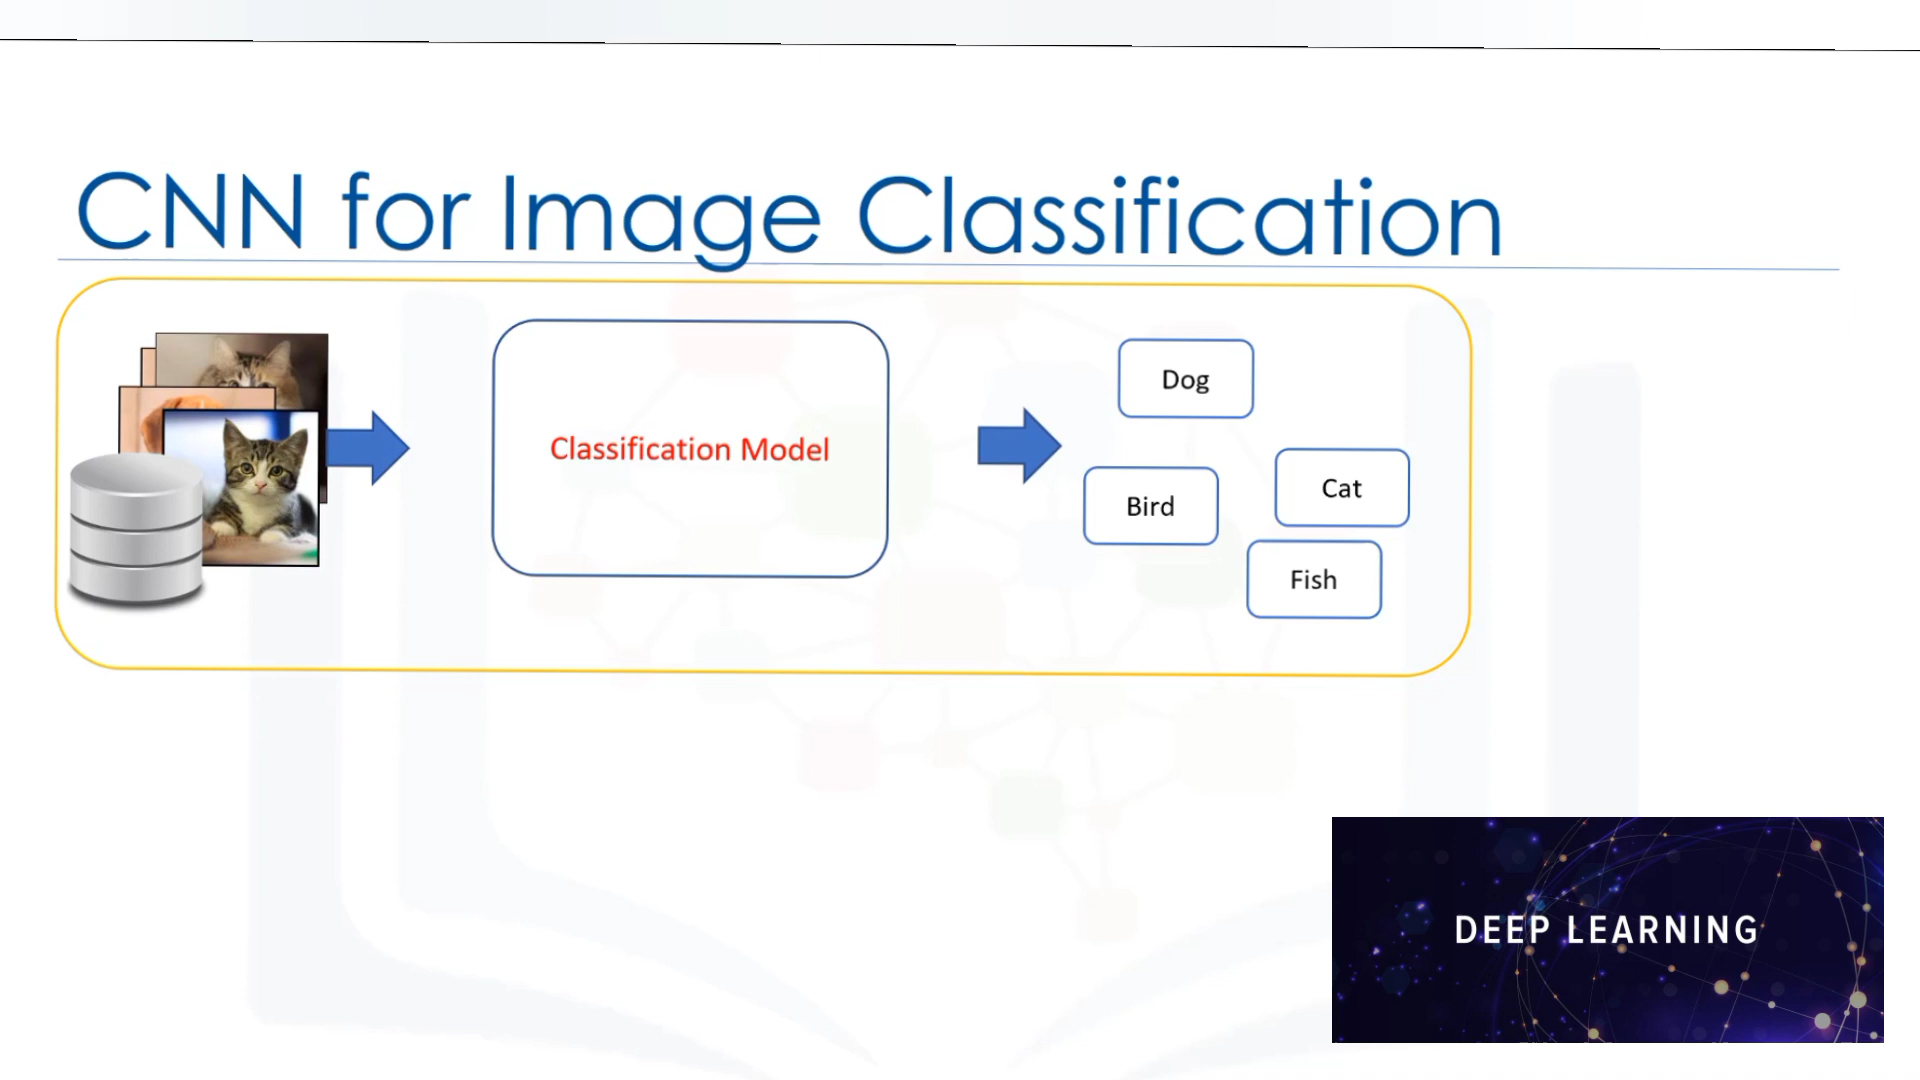 CNN for Image Classification
Classification Model
Dog
Bird
Cat
Fish
DEEP LEARNING